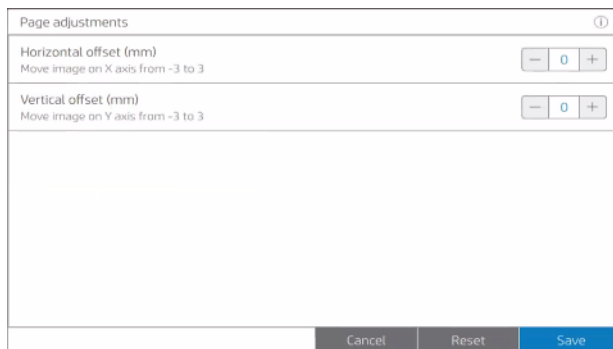 Page adjustments
Horizontal offset (mm)
Move image on X axis from -3 to 3
− 0 +
Vertical offset (mm)
Move image on Y axis from -3 to 3
− 0 +
Cancel Reset Save